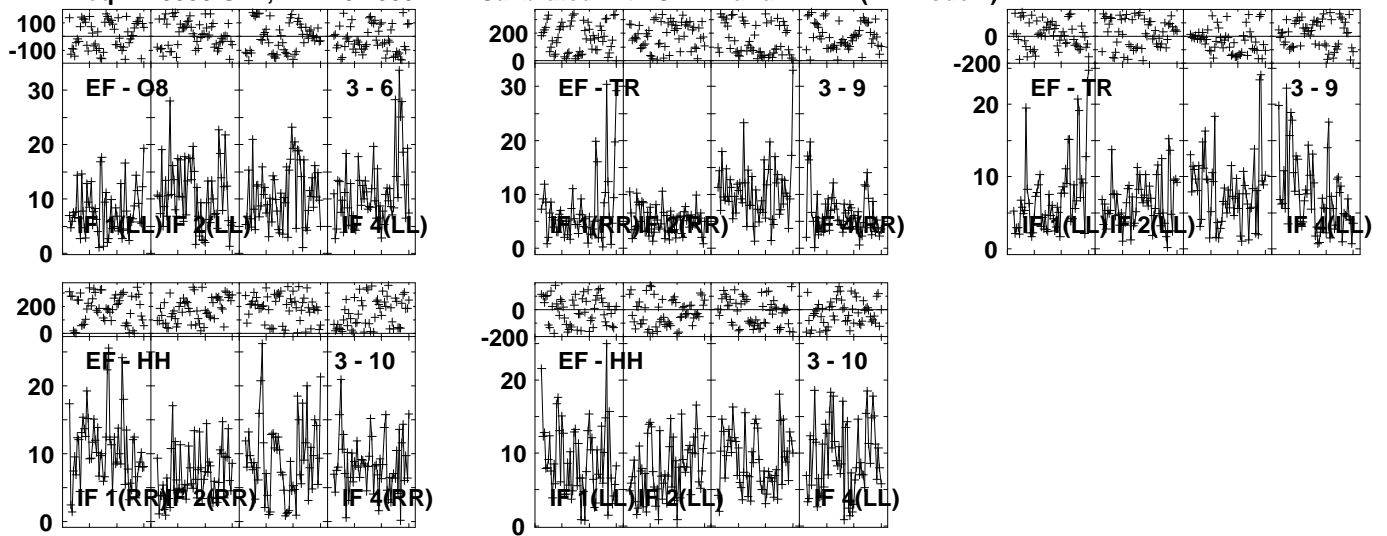 100
-100
30
20
10
0
EF - O8
3 - 6
IF 1(LL)
IF 2(LL)
IF 4(LL)
200
0
30
20
10
0
EF - TR
3 - 9
IF 1(RR)
IF 2(RR)
IF 4(RR)
0
-200
20
10
0
EF - TR
3 - 9
IF 1(LL)
IF 2(LL)
IF 4(LL)
200
0
20
10
0
EF - HH
3 - 10
IF 1(RR)
IF 2(RR)
IF 4(RR)
0
-200
20
10
0
EF - HH
3 - 10
IF 1(LL)
IF 2(LL)
IF 4(LL)